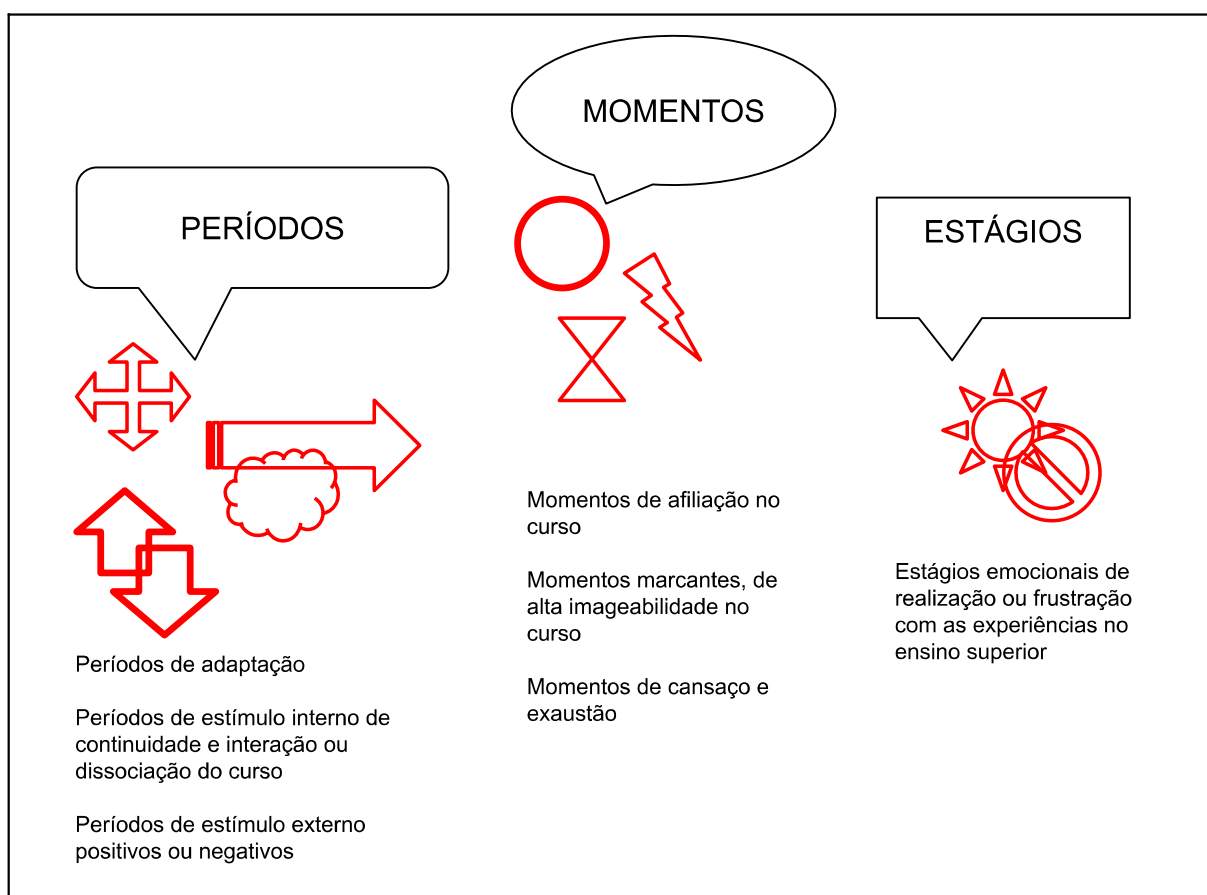 PERÍODOS
Períodos de adaptação
Períodos de estímulo interno de
continuidade e interação ou
dissociação do curso
Períodos de estímulo externo
positivos ou negativos
MOMENTOS
Momentos de afiliação no
curso
Momentos marcantes, de
alta imageabilidade no
curso
Momentos de cansaço e
exaustão
ESTÁGIOS
Estágios emocionais de
realização ou frustração
com as experiências no
ensino superior